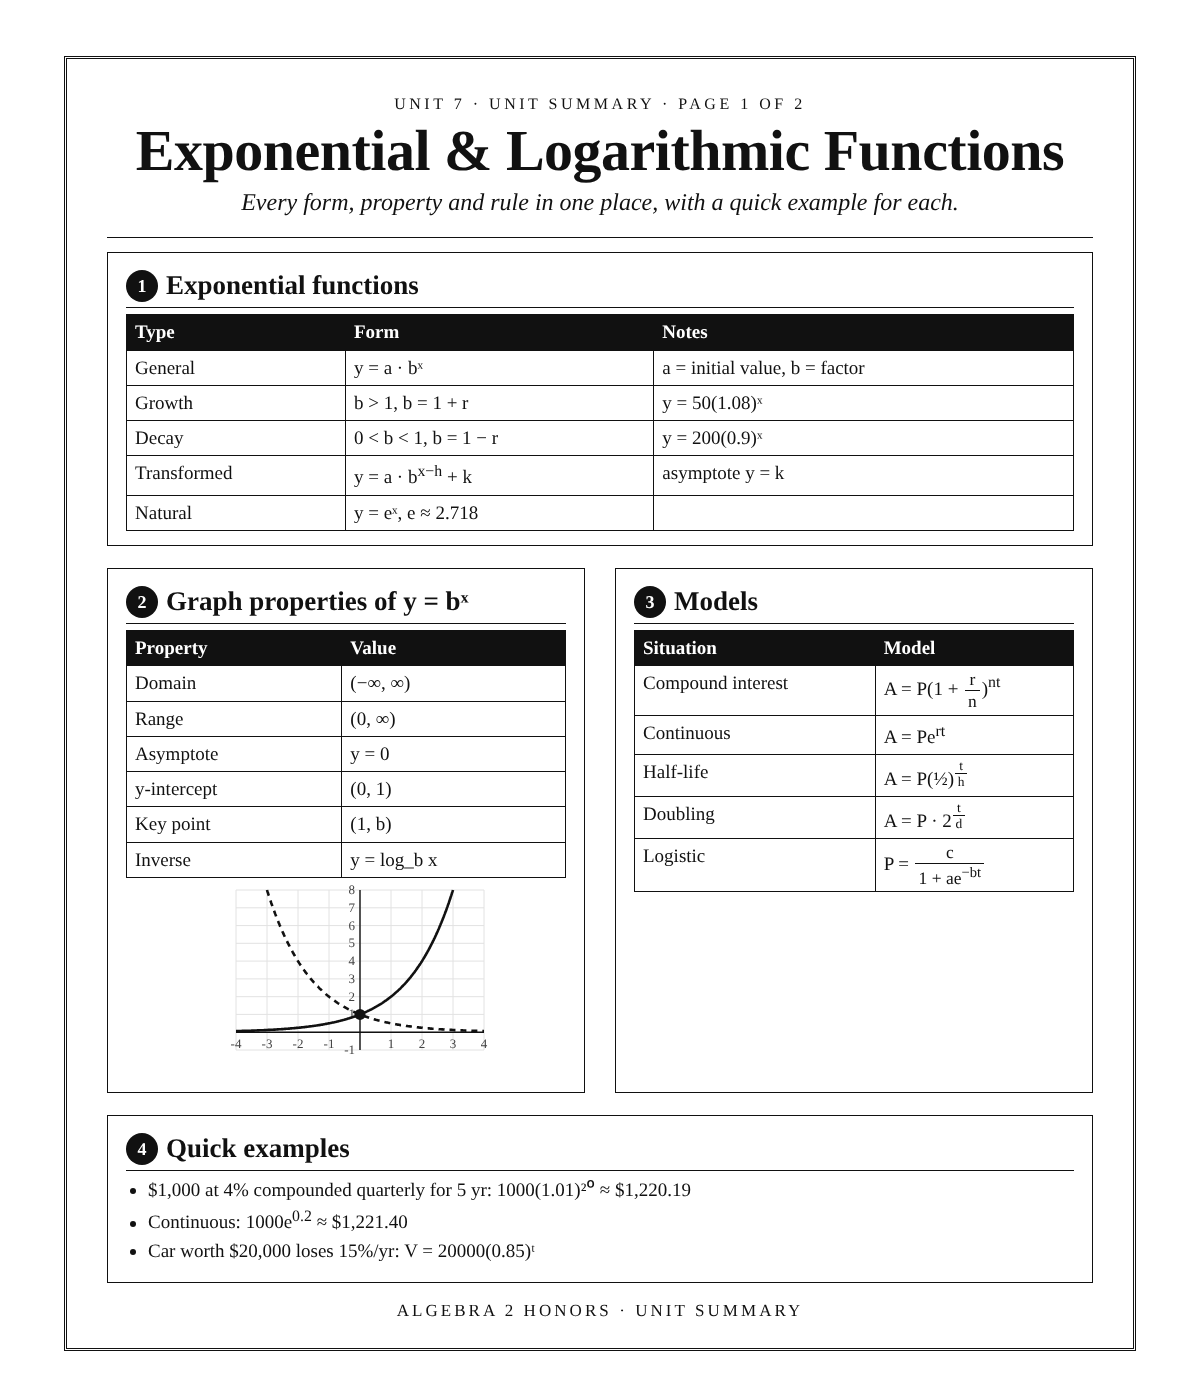 UNIT 7 · UNIT SUMMARY · PAGE 1 OF 2
Exponential & Logarithmic Functions
Every form, property and rule in one place, with a quick example for each.
1 Exponential functions
Type Form Notes
General y = a · bˣ a = initial value, b = factor
Growth b > 1, b = 1 + r y = 50(1.08)ˣ
Decay 0 < b < 1, b = 1 − r y = 200(0.9)ˣ
Transformed y = a · b^(x−h) + k asymptote y = k
Natural y = eˣ, e ≈ 2.718
2 Graph properties of y = bˣ
Property Value
Domain (−∞, ∞)
Range (0, ∞)
Asymptote y = 0
y-intercept (0, 1)
Key point (1, b)
Inverse y = log_b x
8
7
6
5
4
3
2
1
-4 -3 -2 -1 1 2 3 4
-1
3 Models
Situation Model
Compound interest A = P(1 + r/n)^(nt)
Continuous A = Pe^(rt)
Half-life A = P(½)^(t/h)
Doubling A = P · 2^(t/d)
Logistic P = c/(1 + ae^(−bt))
4 Quick examples
• $1,000 at 4% compounded quarterly for 5 yr: 1000(1.01)²⁰ ≈ $1,220.19
• Continuous: 1000e^0.2 ≈ $1,221.40
• Car worth $20,000 loses 15%/yr: V = 20000(0.85)ᵗ
ALGEBRA 2 HONORS · UNIT SUMMARY